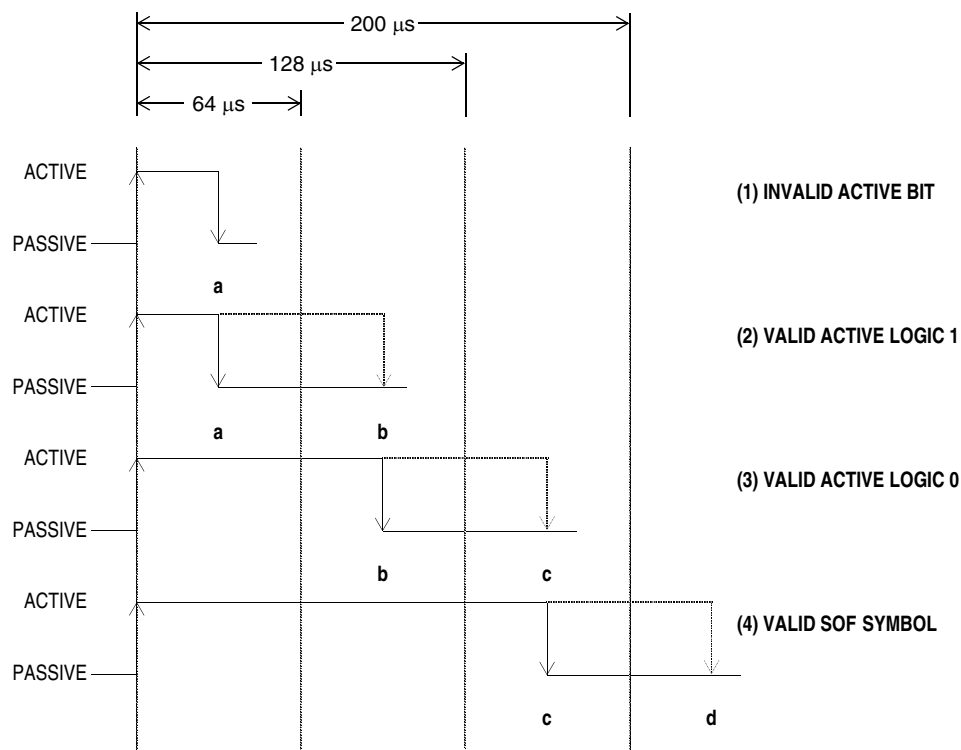 200 µs
128 µs
64 µs
ACTIVE
(1) INVALID ACTIVE BIT
PASSIVE
a
ACTIVE
(2) VALID ACTIVE LOGIC 1
PASSIVE
a b
ACTIVE
(3) VALID ACTIVE LOGIC 0
PASSIVE
b c
ACTIVE
(4) VALID SOF SYMBOL
PASSIVE
c d